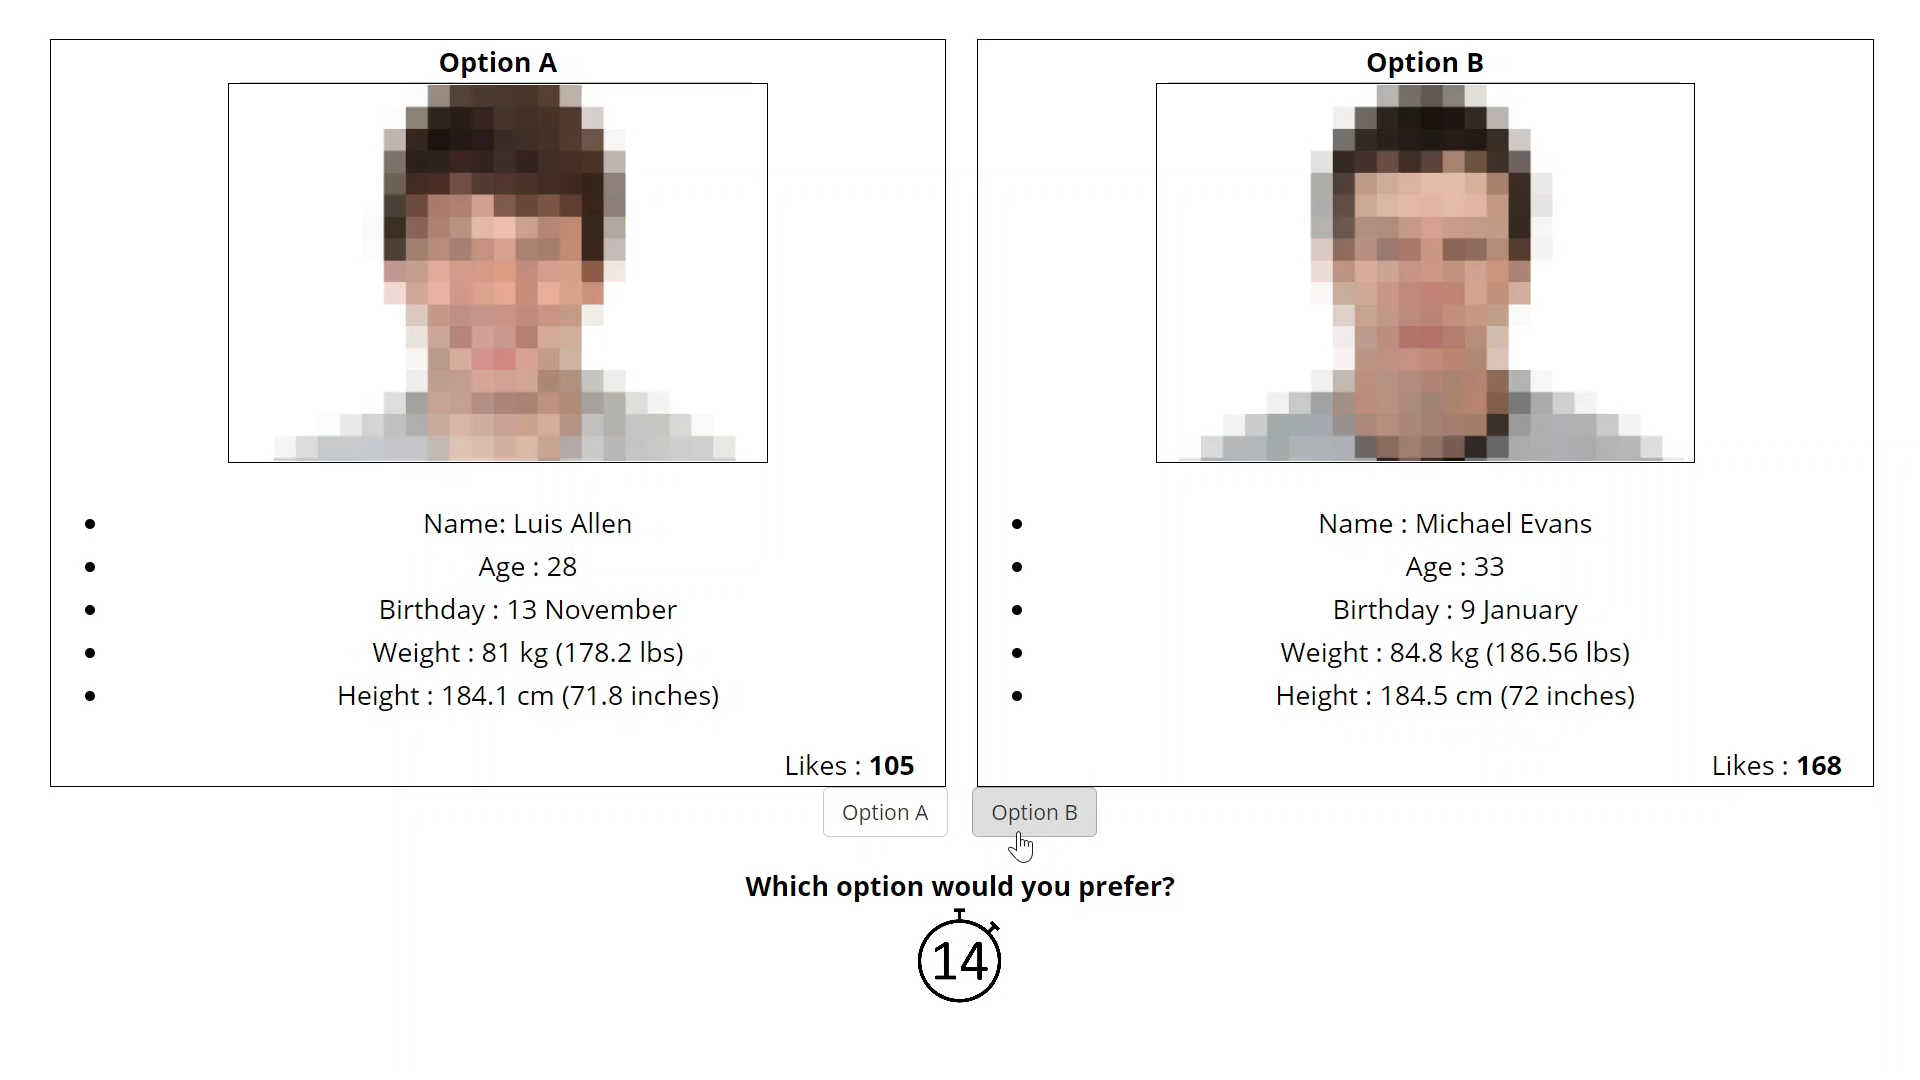 Option A
Name: Luis Allen
Age : 28
Birthday : 13 November
Weight : 81 kg (178.2 lbs)
Height : 184.1 cm (71.8 inches)
Likes : 105
Option B
Name : Michael Evans
Age : 33
Birthday : 9 January
Weight : 84.8 kg (186.56 lbs)
Height : 184.5 cm (72 inches)
Likes : 168
Option A
Option B
Which option would you prefer?
14